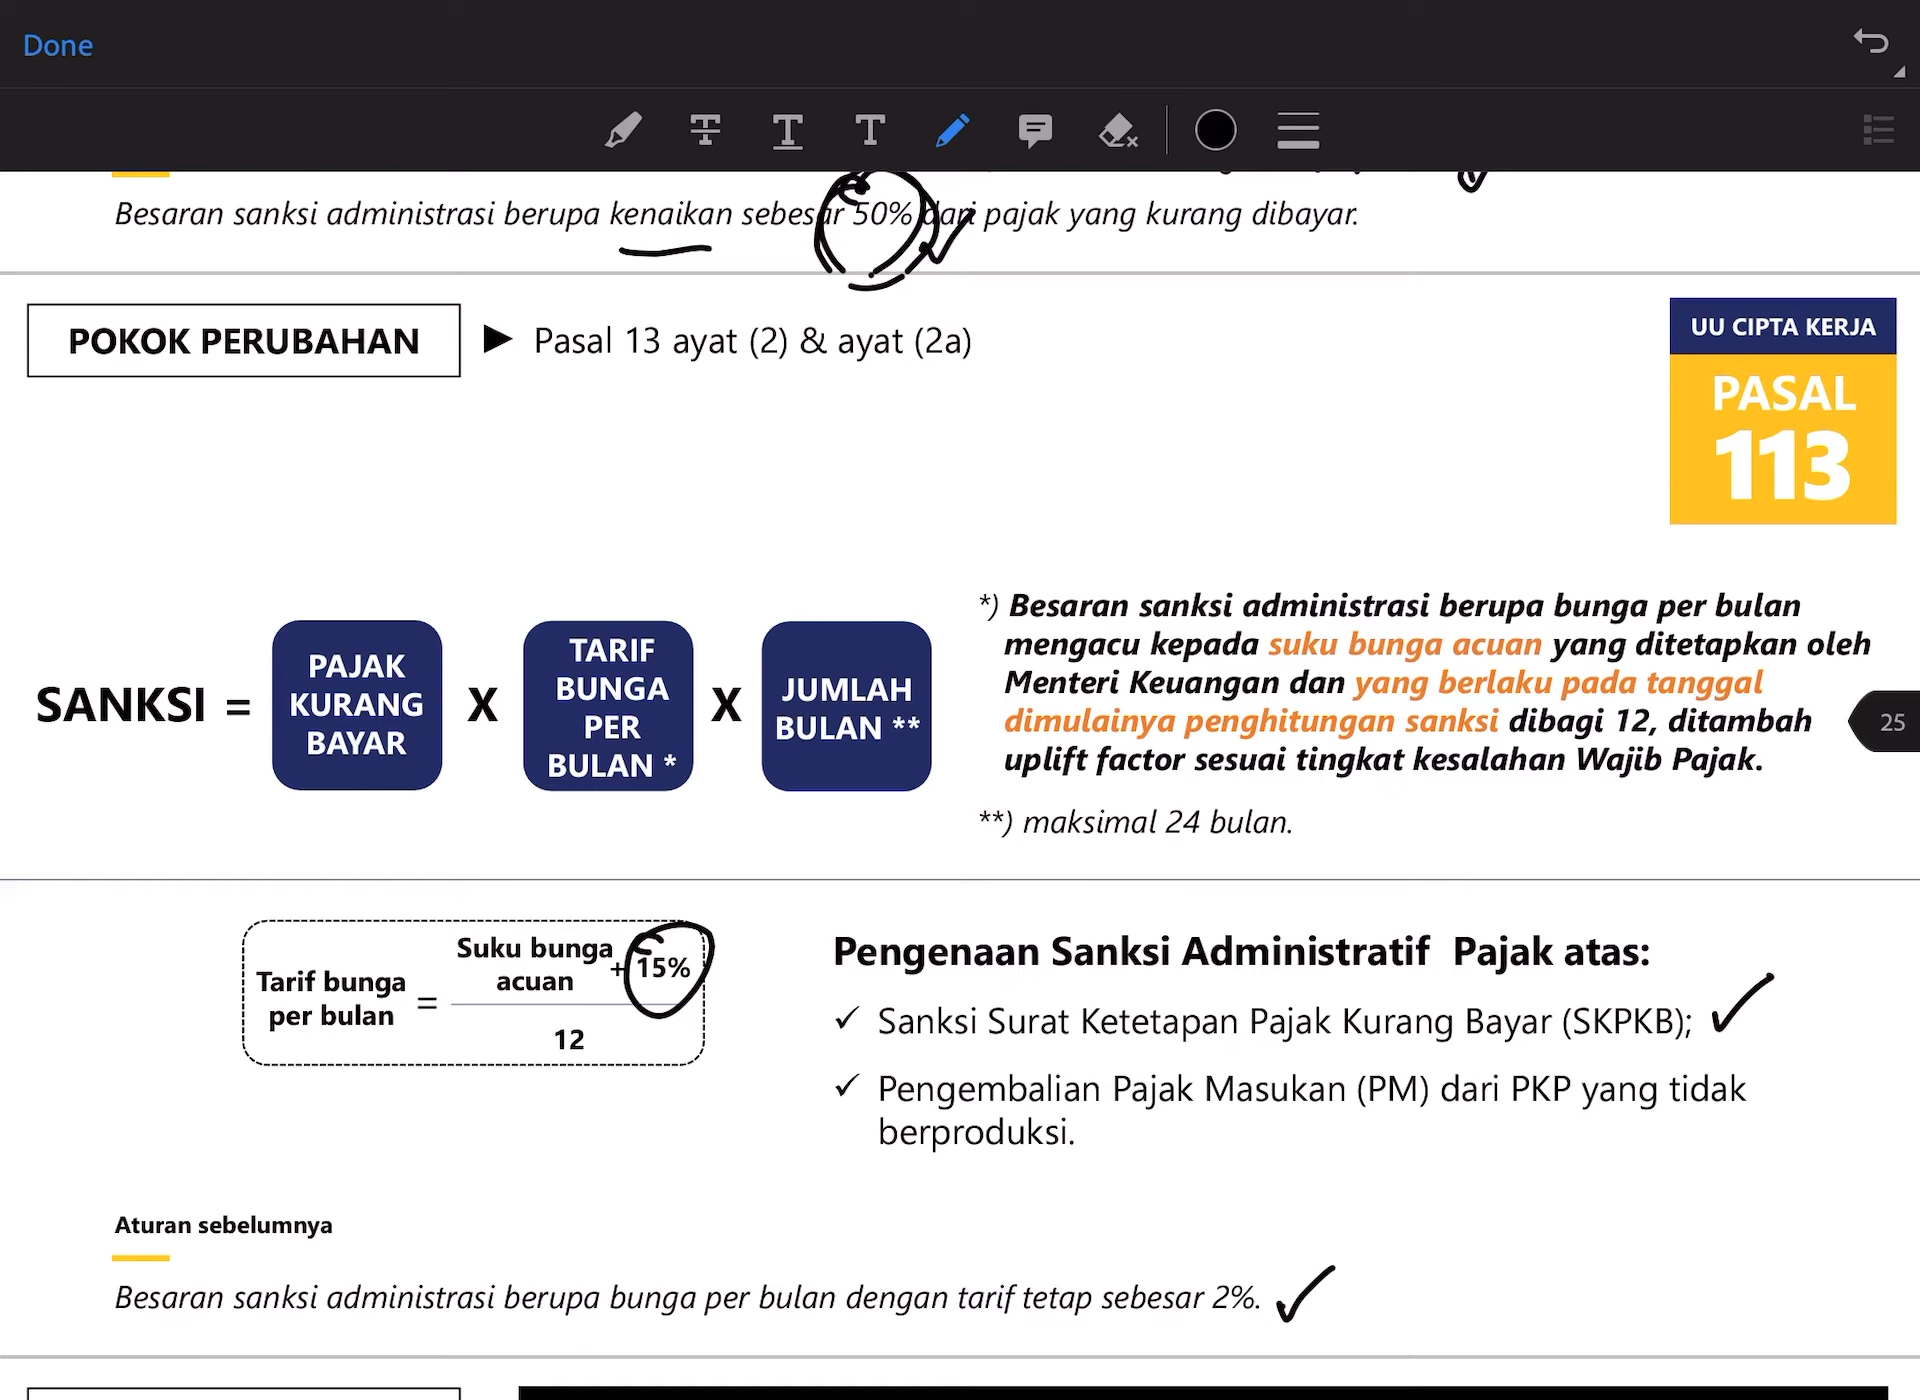 Done
Besaran sanksi administrasi berupa kenaikan sebesar 50% dari pajak yang kurang dibayar.
POKOK PERUBAHAN
Pasal 13 ayat (2) & ayat (2a)
UU CIPTA KERJA
PASAL
113
SANKSI =
PAJAK
KURANG
BAYAR
X
TARIF
BUNGA
PER
BULAN *
X
JUMLAH
BULAN **
*) Besaran sanksi administrasi berupa bunga per bulan
mengacu kepada suku bunga acuan yang ditetapkan oleh
Menteri Keuangan dan yang berlaku pada tanggal
dimulainya penghitungan sanksi dibagi 12, ditambah
uplift factor sesuai tingkat kesalahan Wajib Pajak.
**) maksimal 24 bulan.
25
Tarif bunga
per bulan
=
Suku bunga
acuan
+ 15%
12
Pengenaan Sanksi Administratif Pajak atas:
✓ Sanksi Surat Ketetapan Pajak Kurang Bayar (SKPKB);
✓ Pengembalian Pajak Masukan (PM) dari PKP yang tidak
berproduksi.
Aturan sebelumnya
Besaran sanksi administrasi berupa bunga per bulan dengan tarif tetap sebesar 2%.